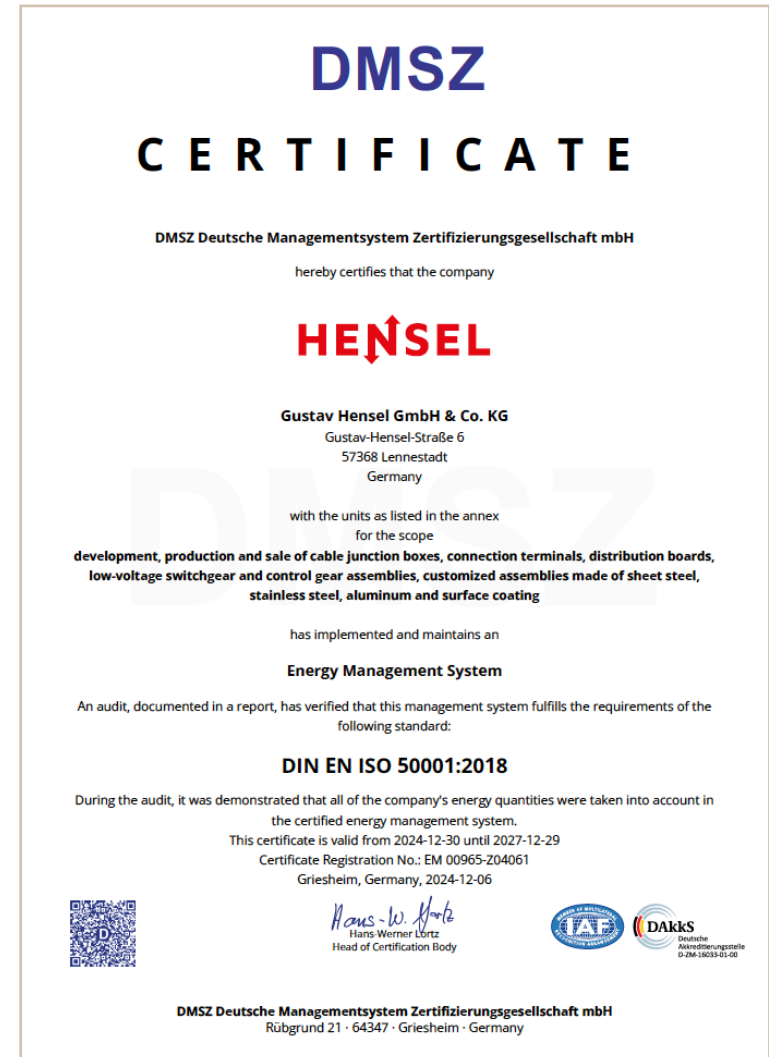 DMSZ
CERTIFICATE
DMSZ Deutsche Managementsystem Zertifizierungsgesellschaft mbH
hereby certifies that the company
HENSEL
Gustav Hensel GmbH & Co. KG
Gustav-Hensel-Straße 6
57368 Lennestadt
Germany
DMSZ
with the units as listed in the annex
for the scope
development, production and sale of cable junction boxes, connection terminals, distribution boards,
low-voltage switchgear and control gear assemblies, customized assemblies made of sheet steel,
stainless steel, aluminum and surface coating
has implemented and maintains an
Energy Management System
An audit, documented in a report, has verified that this management system fulfills the requirements of the
following standard:
DIN EN ISO 50001:2018
During the audit, it was demonstrated that all of the company's energy quantities were taken into account in
the certified energy management system.
This certificate is valid from 2024-12-30 until 2027-12-29
Certificate Registration No.: EM 00965-Z04061
Griesheim, Germany, 2024-12-06
D
Hans-Werner Lörtz
Head of Certification Body
MEMBER OF MULTILATERAL
IAF
RECOGNITION ARRANGEMENT
DAkkS
Deutsche
Akkreditierungsstelle
D-ZM-16033-01-00
DMSZ Deutsche Managementsystem Zertifizierungsgesellschaft mbH
Rübgrund 21 · 64347 · Griesheim · Germany